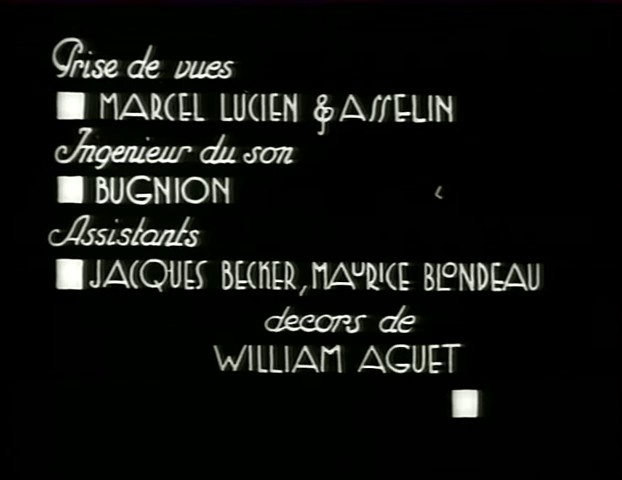 Prise de vues
MARCEL LUCIEN & ASSELIN
Ingenieur du son
BUGNION
Assistants
JACQUES BECKER, MAURICE BLONDEAU
decors de
WILLIAM AGUET